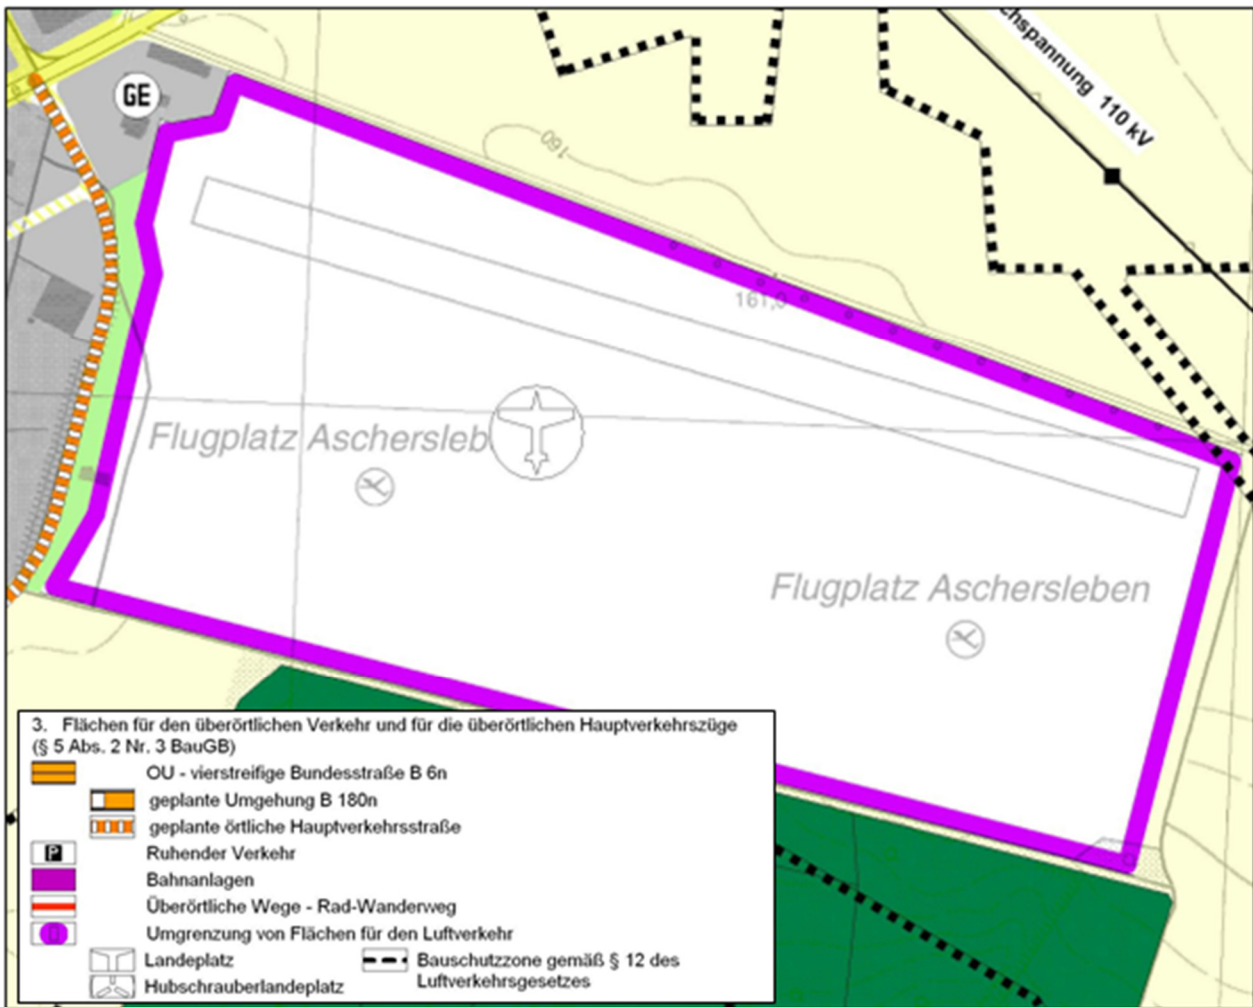 GE
chspannung 110 kV
160
161,0
Flugplatz Aschersleb
Flugplatz Aschersleben
3. Flächen für den überörtlichen Verkehr und für die überörtlichen Hauptverkehrszüge
(§ 5 Abs. 2 Nr. 3 BauGB)
OU - vierstreifige Bundesstraße B 6n
geplante Umgehung B 180n
geplante örtliche Hauptverkehrsstraße
P Ruhender Verkehr
Bahnanlagen
Überörtliche Wege - Rad-Wanderweg
Umgrenzung von Flächen für den Luftverkehr
Landeplatz
Hubschrauberlandeplatz
Bauschutzzone gemäß § 12 des
Luftverkehrsgesetzes